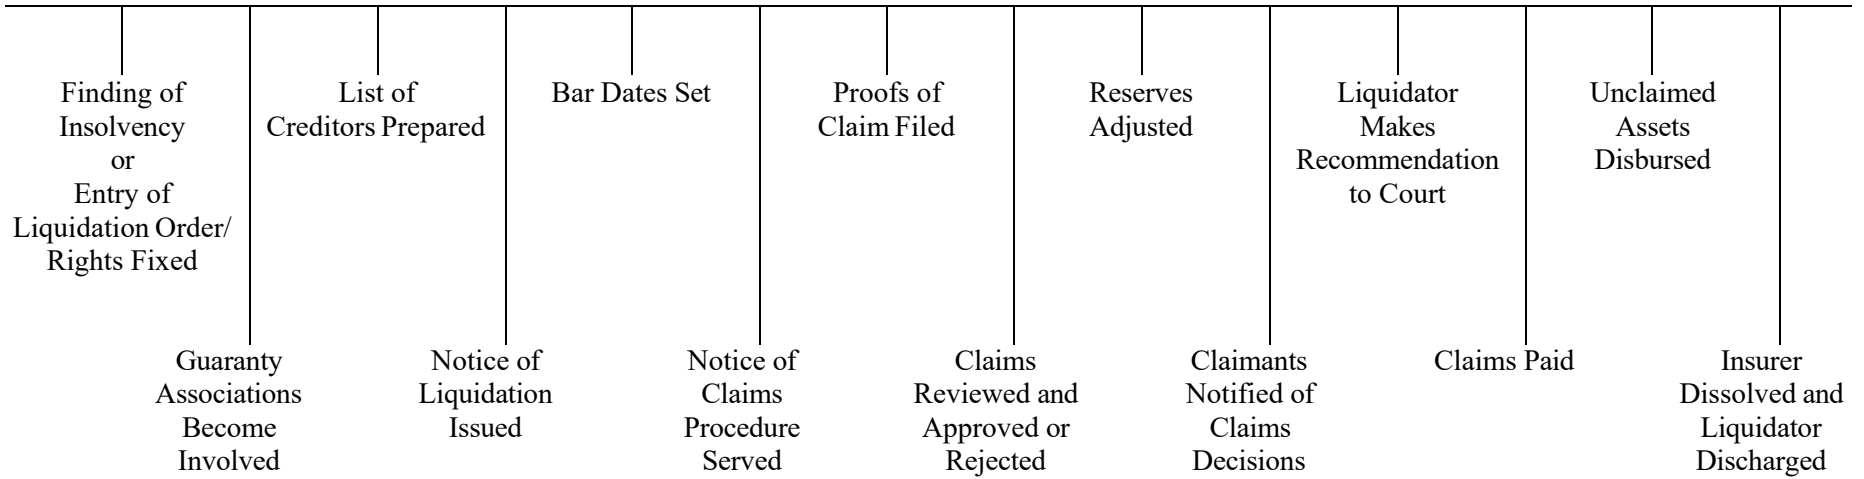 Finding of
Insolvency
or
Entry of
Liquidation Order/
Rights Fixed
Guaranty
Associations
Become
Involved
List of
Creditors Prepared
Notice of
Liquidation
Issued
Bar Dates Set
Notice of
Claims
Procedure
Served
Proofs of
Claim Filed
Claims
Reviewed and
Approved or
Rejected
Reserves
Adjusted
Claimants
Notified of
Claims
Decisions
Liquidator
Makes
Recommendation
to Court
Claims Paid
Unclaimed
Assets
Disbursed
Insurer
Dissolved and
Liquidator
Discharged